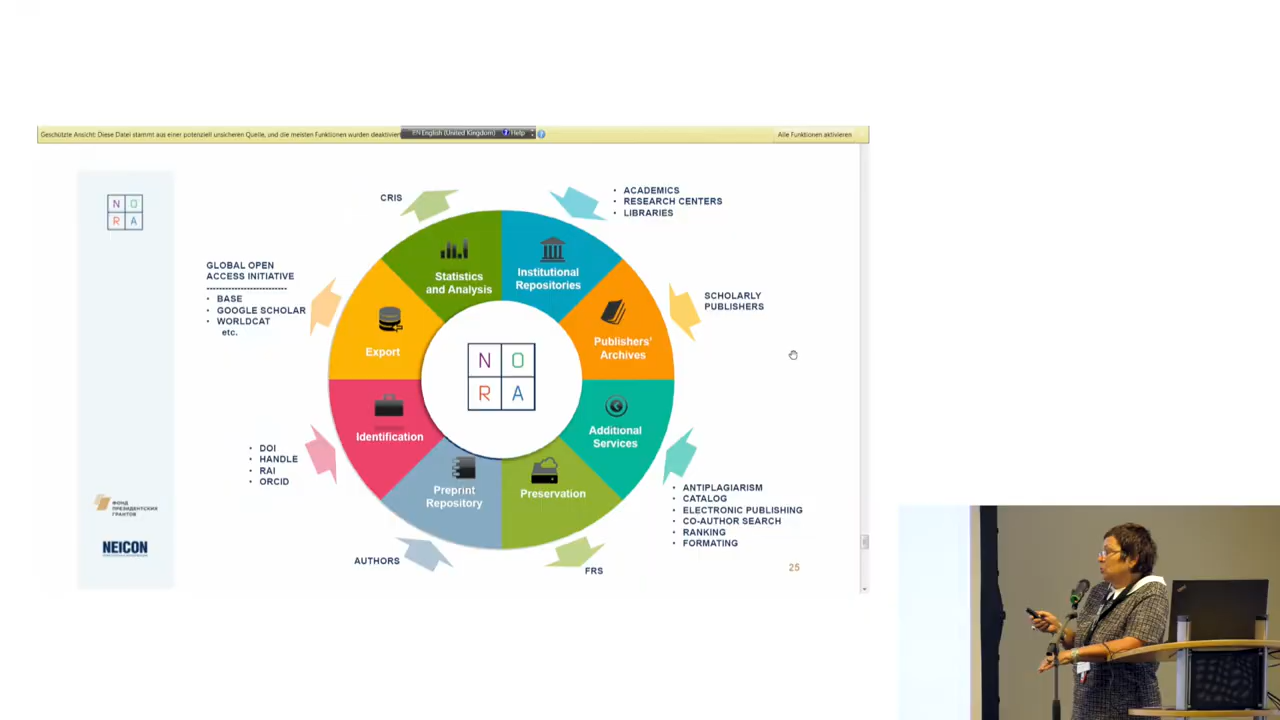 Geschützte Ansicht: Diese Datei stammt aus einer potenziell unsicheren Quelle, und die meisten Funktionen wurden deaktivier
EN English (United Kingdom) Help
Alle Funktionen aktivieren
N O
R A
CRIS
ACADEMICS
RESEARCH CENTERS
LIBRARIES
GLOBAL OPEN
ACCESS INITIATIVE
BASE
GOOGLE SCHOLAR
WORLDCAT
etc.
SCHOLARLY
PUBLISHERS
Statistics
and Analysis
Institutional
Repositories
Export
Publishers'
Archives
N O
R A
Identification
Additional
Services
Preprint
Repository
Preservation
DOI
HANDLE
RAI
ORCID
ANTIPLAGIARISM
CATALOG
ELECTRONIC PUBLISHING
CO-AUTHOR SEARCH
RANKING
FORMATING
AUTHORS
FRS
ФОНД
ПРЕЗИДЕНТСКИХ
ГРАНТОВ
NEICON
25